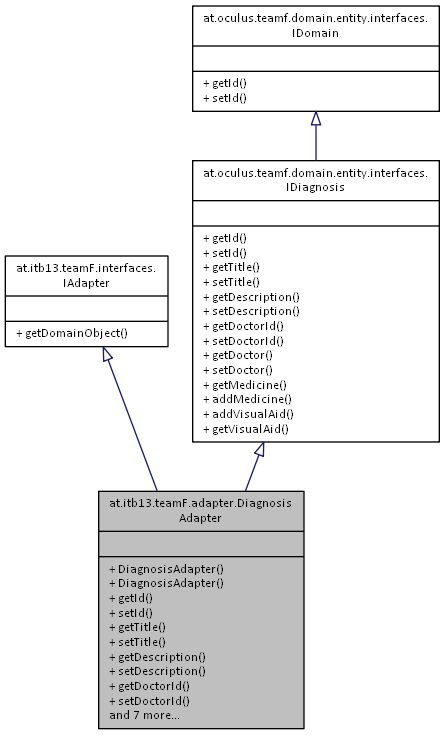 at.oculus.teamf.domain.entity.interfaces.
IDomain
+ getId()
+ setId()
at.oculus.teamf.domain.entity.interfaces.
IDiagnosis
+ getId()
+ setId()
+ getTitle()
+ setTitle()
+ getDescription()
+ setDescription()
+ getDoctorId()
+ setDoctorId()
+ getDoctor()
+ setDoctor()
+ getMedicine()
+ addMedicine()
+ addVisualAid()
+ getVisualAid()
at.itb13.teamF.interfaces.
IAdapter
+ getDomainObject()
at.itb13.teamF.adapter.Diagnosis
Adapter
+ DiagnosisAdapter()
+ DiagnosisAdapter()
+ getId()
+ setId()
+ getTitle()
+ setTitle()
+ getDescription()
+ setDescription()
+ getDoctorId()
+ setDoctorId()
and 7 more...